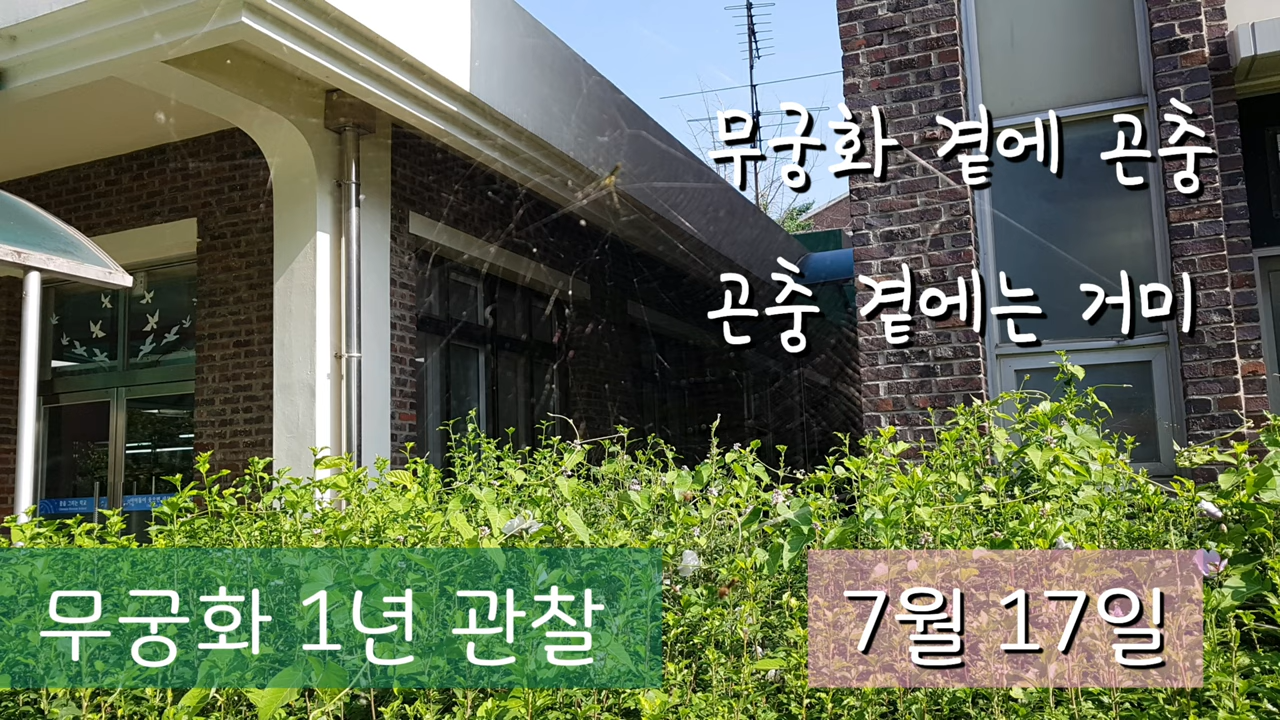 무궁화 곁에 곤충
곤충 곁에는 거미
무궁화 1년 관찰
7월 17일